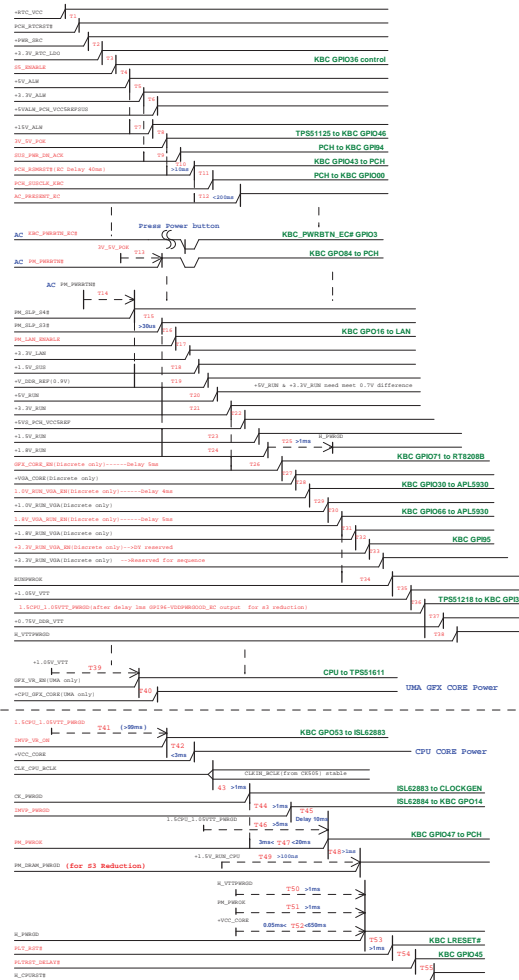 +RTC_VCC
T1
PCH_RTCRST#
+PWR_SRC
T2
+3.3V_RTC_LDO
T3
S5_ENABLE
KBC GPIO36 control
T4
+5V_ALW
T5
+3.3V_ALW
T6
+5VALW_PCH_VCC5REFSUS
+15V_ALW
T7
T8
3V_5V_POK
TPS51125 to KBC GPIO46
SUS_PWR_DN_ACK
T9
PCH to KBC GPI94
T10
PCH_RSMRST#(EC Delay 40ms)
>10ms
KBC GPIO43 to PCH
T11
PCH_SUSCLK_KBC
PCH to KBC GPIO00
AC_PRESENT_EC
T12 <200ms
Press Power button
AC KBC_PWRBTN_EC#
KBC_PWRBTN_EC# GPIO3
3V_5V_POK
T13
AC PM_PWRBTN#
KBC GPO84 to PCH
AC PM_PWRBTN#
T14
PM_SLP_S4#
T15
PM_SLP_S3#
>30us
T16
PM_LAN_ENABLE
KBC GPO16 to LAN
T17
+3.3V_LAN
+1.5V_SUS
T18
+V_DDR_REF(0.8V)
T19
+5V_RUN & +3.3V_RUN need meet 0.7V difference
+5V_RUN
T20
+3.3V_RUN
T21
T22
+5VS_PCH_VCC5REF
+1.5V_RUN
T23
T25 >1ms
H_PWRGD
+1.8V_RUN
T24
GFX_CORE_EN(Discrete only)------Delay 5ms
T26
KBC GPIO71 to RT8208B
T27
+VGA_CORE(Discrete only)
T28
1.0V_RUN_VGA_EN(Discrete only)------Delay 4ms
KBC GPIO30 to APL5930
T29
+1.0V_RUN_VGA(Discrete only)
T30
1.8V_VGA_RUN_EN(Discrete only)------Delay 5ms
KBC GPIO66 to APL5930
T31
+1.8V_RUN_VGA(Discrete only)
T32
+3.3V_RUN_VGA_EN(Discrete only)-->DY reserved
KBC GPI95
T33
+3.3V_RUN_VGA(Discrete only) -->Reserved for sequence
RUNPWROK
T34
+1.05V_VTT
T35
T36
1.5CPU_1.05VTT_PWRGD(after delay 1ms GPI96-VDDPWRGOOD_EC output for s3 reduction)
TPS51218 to KBC GPI3
+0.75V_DDR_VTT
T37
H_VTTPWRGD
T38
+1.05V_VTT
T39
GFX_VR_EN(UMA only)
CPU to TPS51611
T40
+CPU_GFX_CORE(UMA only)
UMA GFX CORE Power
1.5CPU_1.05VTT_PWRGD
T41 (>99ms )
IMVP_VR_ON
KBC GPO53 to ISL62883
T42
+VCC_CORE
<3ms
CPU CORE Power
CLK_CPU_BCLK
CLKIN_BCLK(from CK505) stable
43 >1ms
CK_PWRGD
ISL62883 to CLOCKGEN
T44 >1ms
IMVP_PWRGD
T45
ISL62884 to KBC GPO14
1.5CPU_1.05VTT_PWRGD
Delay 10ms
T46 >5ms
PM_PWROK
3ms< T47 <20ms
KBC GPIO47 to PCH
T48 >1ms
+1.5V_RUN_CPU
T49 >100ns
PM_DRAM_PWRGD (for S3 Reduction)
H_VTTPWRGD
T50 >1ms
PM_PWROK
T51 >1ms
+VCC_CORE
0.05ms< T52 <650ms
H_PWRGD
T53
>1ms
PLT_RST#
KBC LRESET#
T54
PLTRST_DELAY#
KBC GPIO45
T55
H_CPURST#